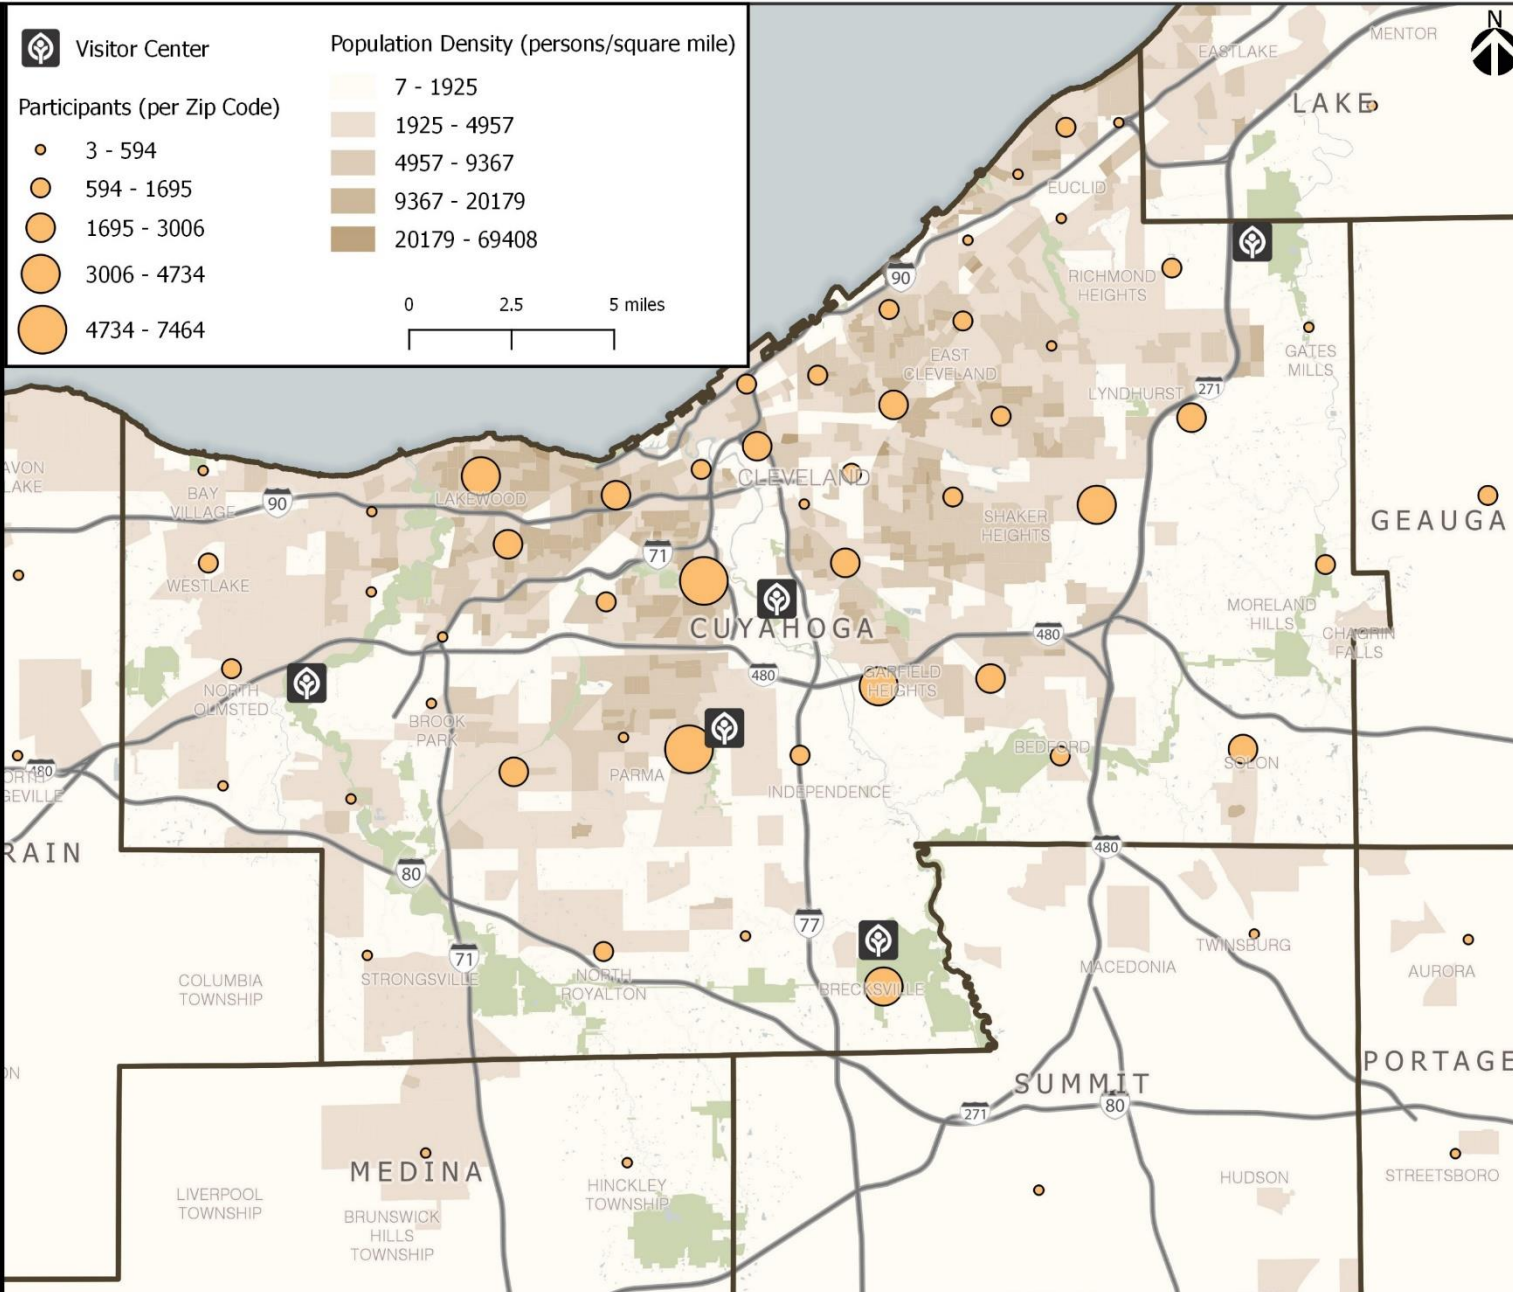 Visitor Center
Participants (per Zip Code)
3 - 594
594 - 1695
1695 - 3006
3006 - 4734
4734 - 7464
Population Density (persons/square mile)
7 - 1925
1925 - 4957
4957 - 9367
9367 - 20179
20179 - 69408
0 2.5 5 miles
N
MENTOR
EASTLAKE
LAKE
EUCLID
90
RICHMOND
HEIGHTS
GATES
MILLS
EAST
CLEVELAND
LYNDHURST
271
AVON
LAKE
BAY
VILLAGE
90
LAKEWOOD
CLEVELAND
SHAKER
HEIGHTS
GEAUGA
71
WESTLAKE
CUYAHOGA
MORELAND
HILLS
CHAGRIN
FALLS
480
480
GARFIELD
HEIGHTS
NORTH
OLMSTED
BROOK
PARK
BEDFORD
SOLON
480
ORTH
GEVILLE
PARMA
INDEPENDENCE
RAIN
480
80
77
71
STRONGSVILLE
NORTH
ROYALTON
BRECKSVILLE
MACEDONIA
TWINSBURG
AURORA
COLUMBIA
TOWNSHIP
ON
SUMMIT
PORTAGE
271
80
MEDINA
LIVERPOOL
TOWNSHIP
BRUNSWICK
HILLS
TOWNSHIP
HINCKLEY
TOWNSHIP
HUDSON
STREETSBORO